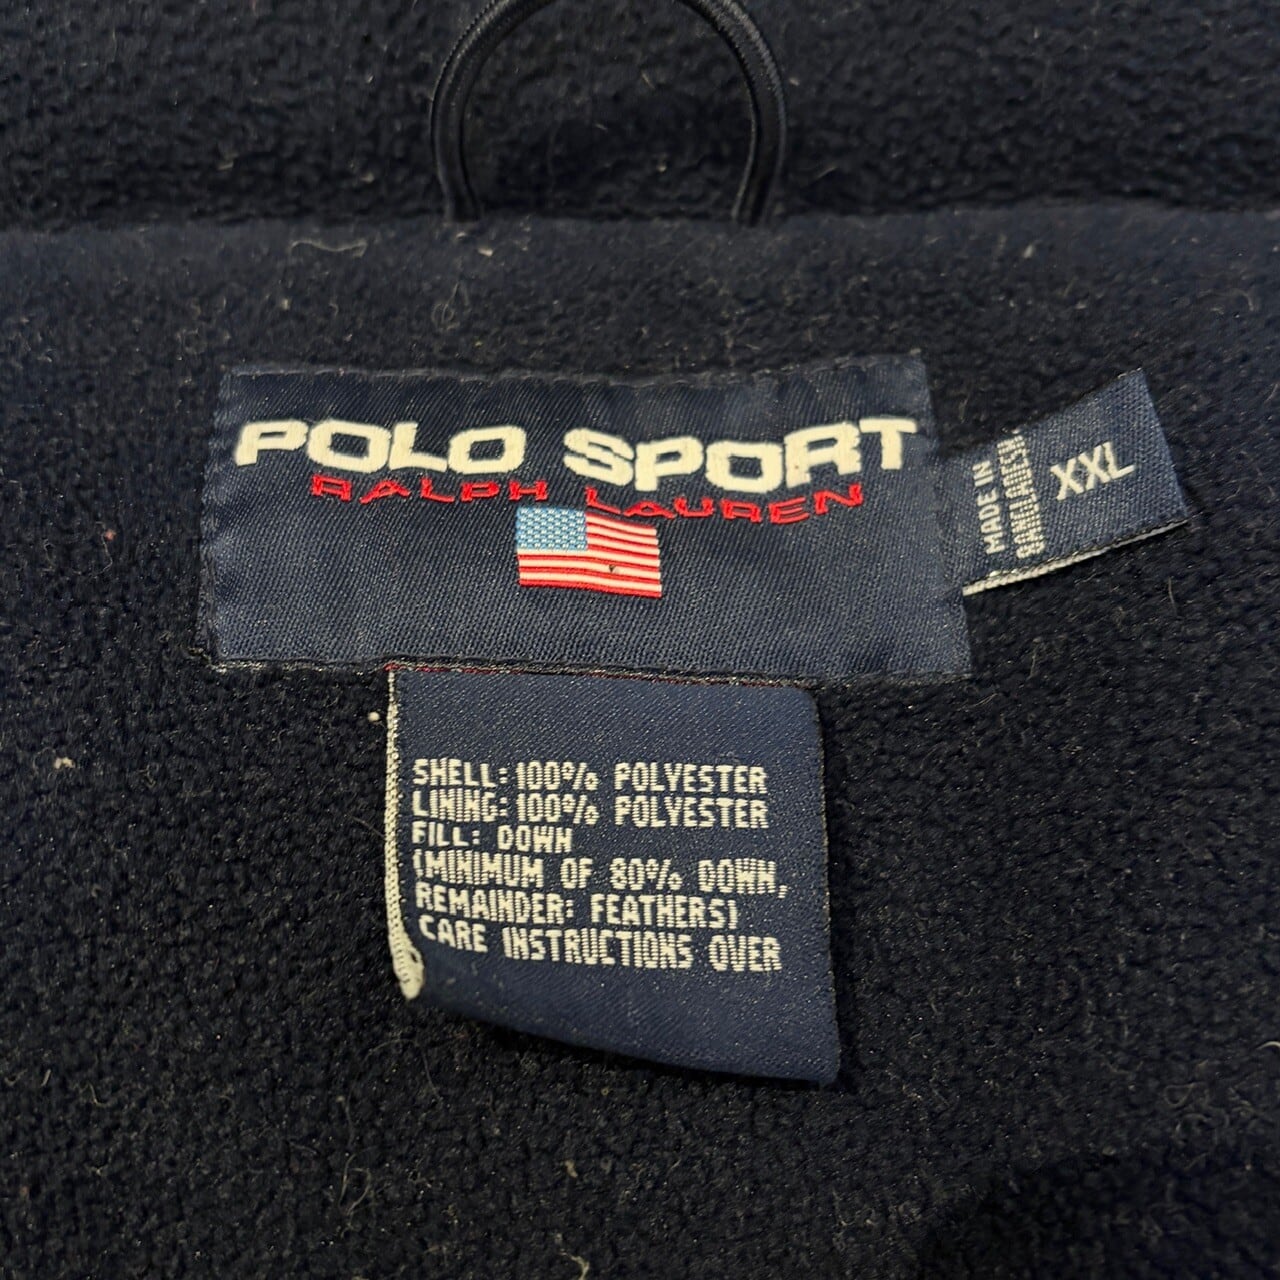 POLO SPORT
RALPH LAUREN
MADE IN
BANGLADESH
XXL
SHELL: 100% POLYESTER
LINING: 100% POLYESTER
FILL: DOWN
(MINIMUM OF 80% DOWN,
REMAINDER: FEATHERS)
CARE INSTRUCTIONS OVER